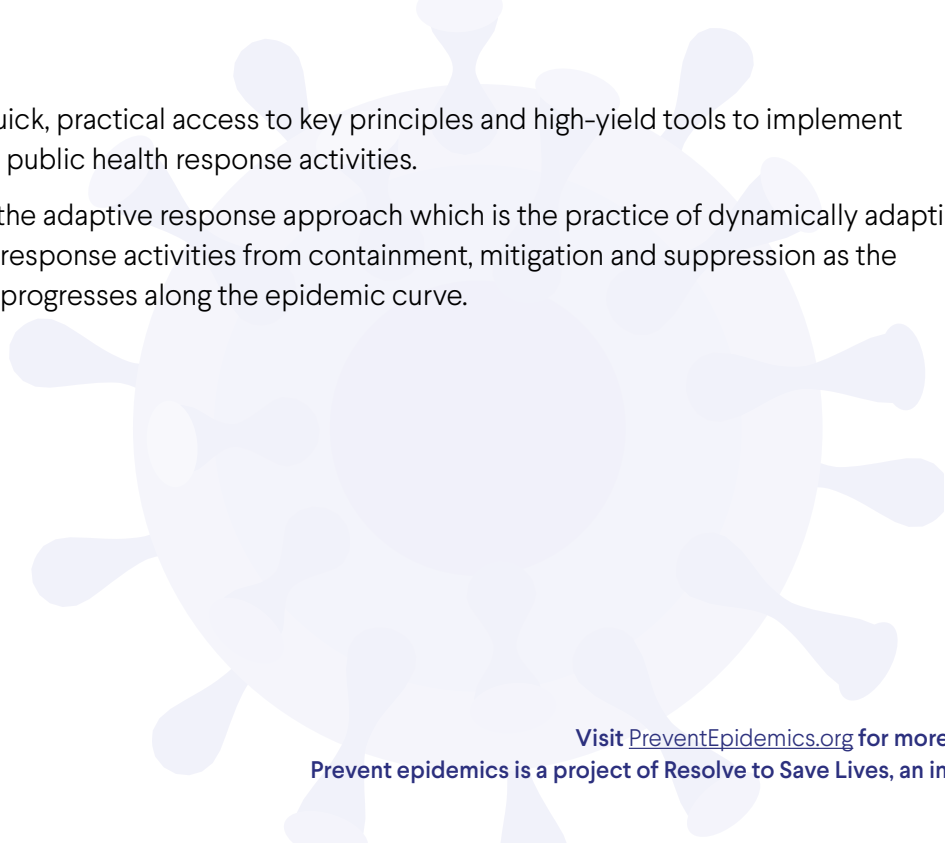 uick, practical access to key principles and high-yield tools to implement
public health response activities.
the adaptive response approach which is the practice of dynamically adapti
response activities from containment, mitigation and suppression as the
progresses along the epidemic curve.
Visit PreventEpidemics.org for more
Prevent epidemics is a project of Resolve to Save Lives, an in